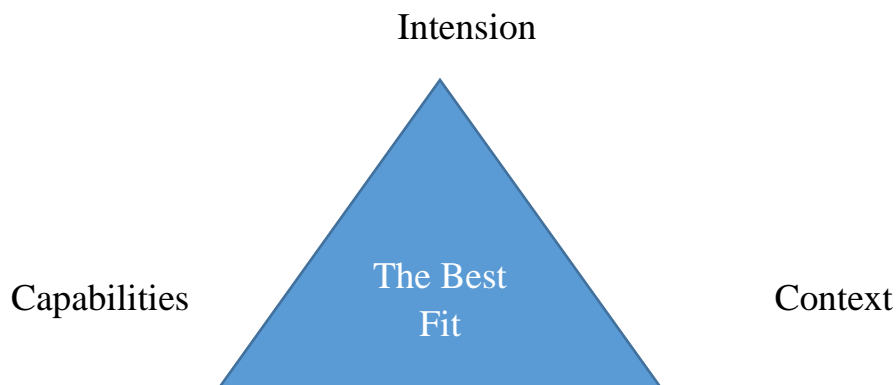 Intension
The Best
Capabilities
Context
Fit